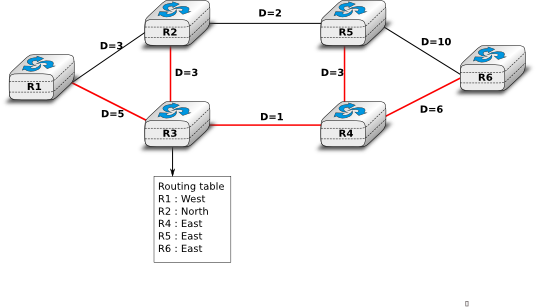 D=2
R2
R5
D=3
D=10
D=3
D=3
R1
R6
D=5
D=1
D=6
R3
R4
Routing table
R1 : West
R2 : North
R4 : East
R5 : East
R6 : East